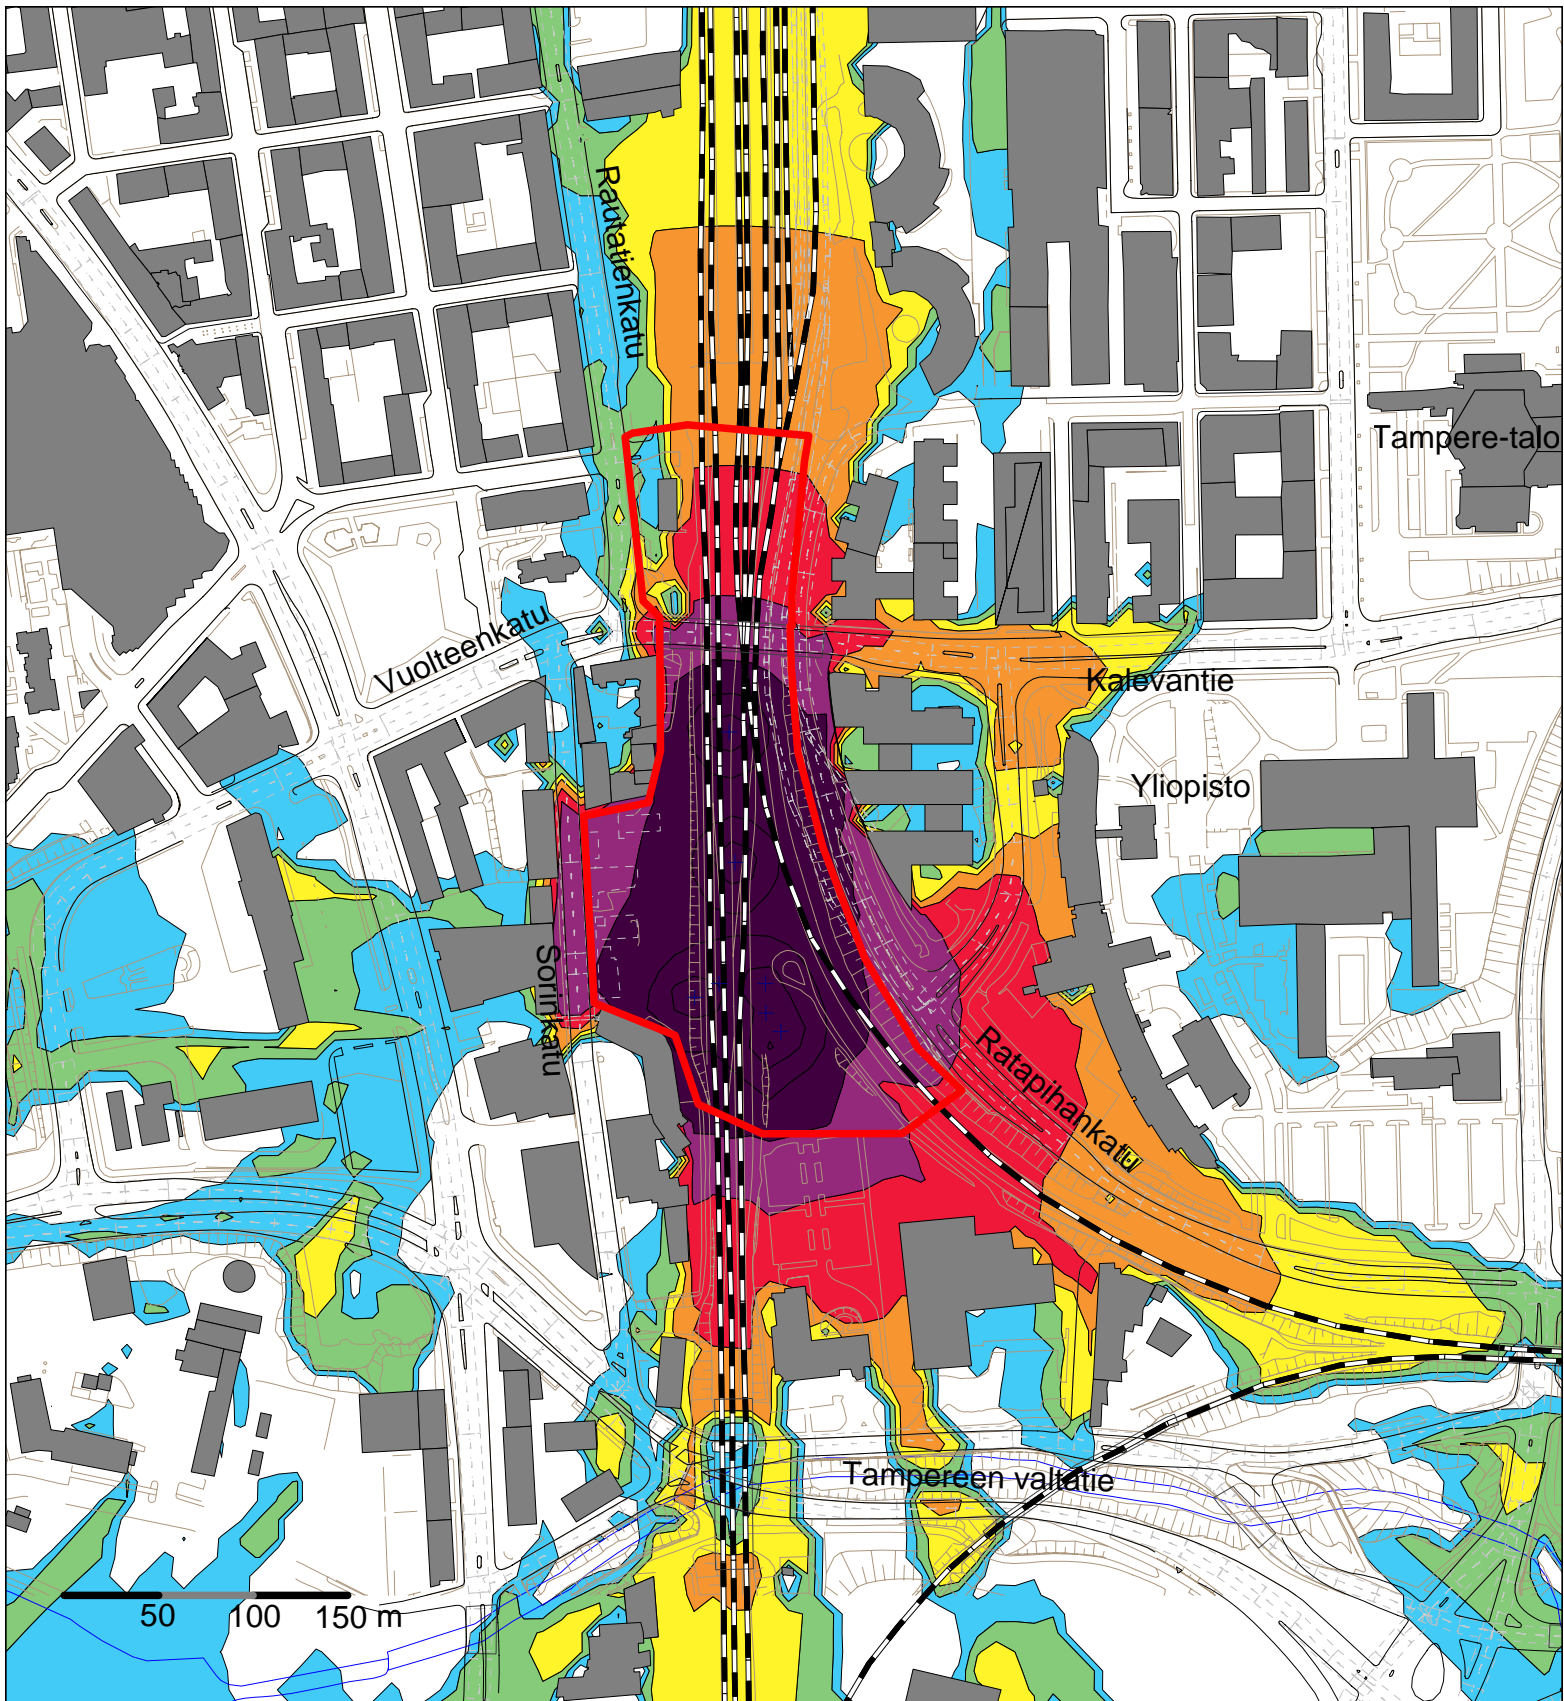 Rautatienkatu
Tampere-talo
Vuolteenkatu
Kalevantie
Yliopisto
Sorinkatu
Ratapihankatu
Tampereen valtatie
50 100 150 m